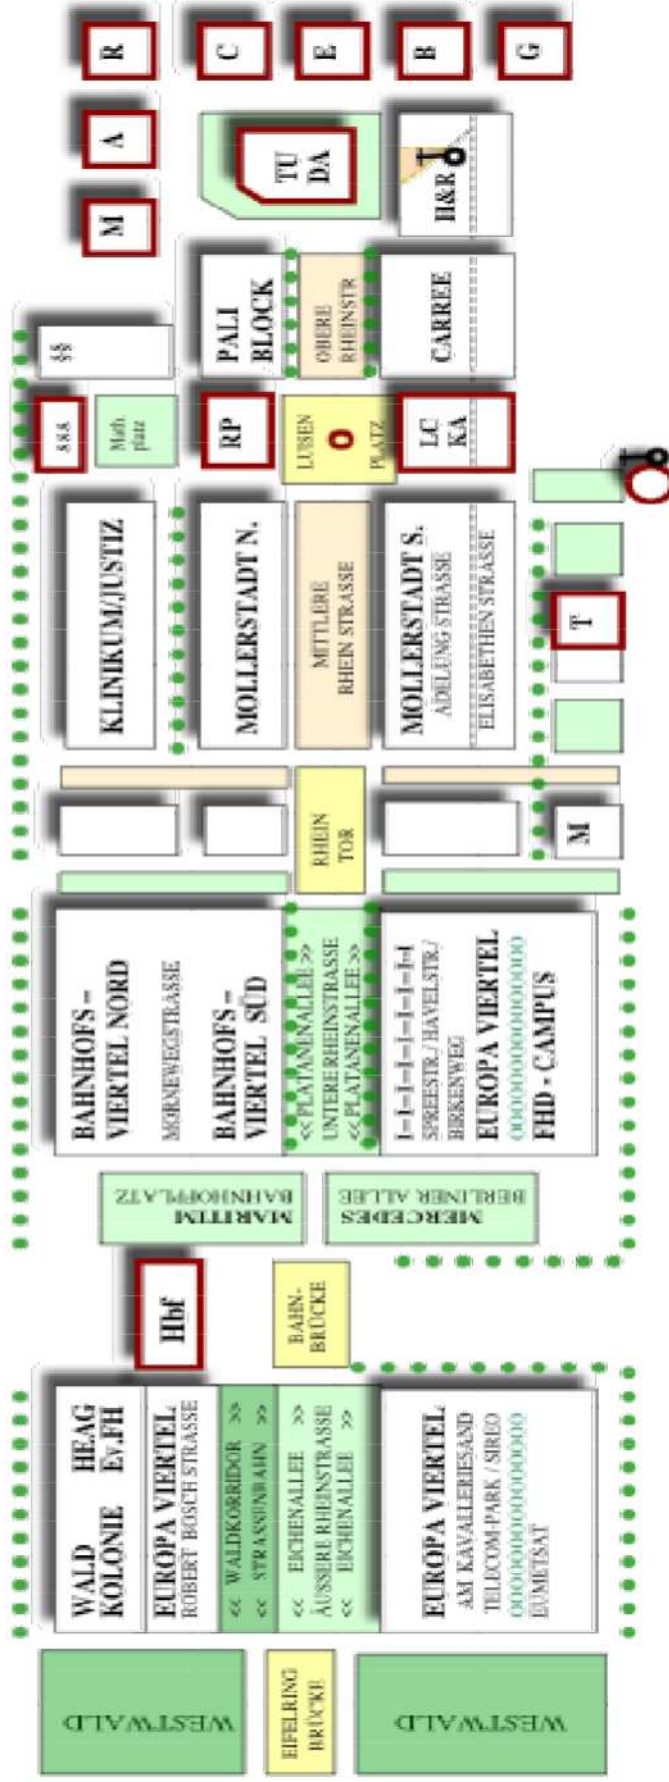 WESTWALD
EIFELRING
BRÜCKE
WESTWALD
WALD HEAG
KOLONIE Ev.FH
EUROPA VIERTEL
ROBERT BOSCH STRASSE
<< WALDKORRIDOR >>
<< STRASSENBAHN >>
<< EICHENALLEE >>
ÄUSSERE RHEINSTRASSE
<< EICHENALLEE >>
EUROPA VIERTEL
AM KAVALLERIESAND
TELECOM-PARK / SIREO
EUMETSAT
Hbf
BAHN-
BRÜCKE
MARITIM
BAHNHOFPLATZ
MERCEDES
BERLINER ALLEE
BAHNHOFS –
VIERTEL NORD
MORNEWEGSTRASSE
BAHNHOFS –
VIERTEL SÜD
<< PLATANENALLEE >>
UNTERE RHEINSTRASSE
<< PLATANENALLEE >>
SPREESTR./ HAVELSTR./
BIRKENWEG
EUROPA VIERTEL
FHD - CAMPUS
RHEIN
TOR
M
KLINIKUM/JUSTIZ
MOLLERSTADT N.
MITTLERE
RHEIN STRASSE
MOLLERSTADT S.
ADELUNG STRASSE
ELISABETHEN STRASSE
T
§§§
Math.
platz
RP
LUISEN
O
PLATZ
LC
KA
§§
PALI
BLOCK
OBERE
RHEINSTR
CARREE
M
A
R
TU
DA
H&R
C
E
B
G